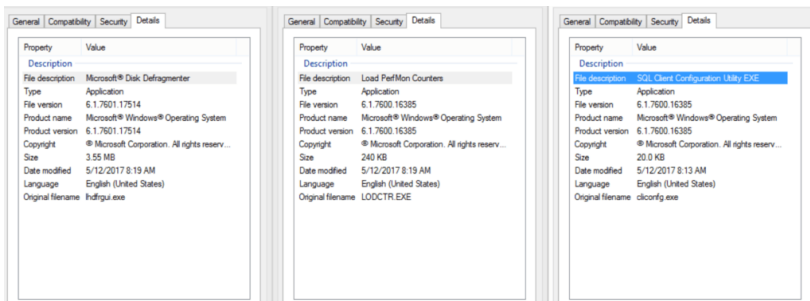 General Compatibility Security Details
Property Value
Description
File description Microsoft® Disk Defragmenter
Type Application
File version 6.1.7601.17514
Product name Microsoft® Windows® Operating System
Product version 6.1.7601.17514
Copyright © Microsoft Corporation. All rights reserv...
Size 3.55 MB
Date modified 5/12/2017 8:19 AM
Language English (United States)
Original filename lhdfrgui.exe
General Compatibility Security Details
Property Value
Description
File description Load PerfMon Counters
Type Application
File version 6.1.7600.16385
Product name Microsoft® Windows® Operating System
Product version 6.1.7600.16385
Copyright © Microsoft Corporation. All rights reserv...
Size 240 KB
Date modified 5/12/2017 8:19 AM
Language English (United States)
Original filename LODCTR.EXE
General Compatibility Security Details
Property Value
Description
File description SQL Client Configuration Utility EXE
Type Application
File version 6.1.7600.16385
Product name Microsoft® Windows® Operating System
Product version 6.1.7600.16385
Copyright © Microsoft Corporation. All rights reserv...
Size 20.0 KB
Date modified 5/12/2017 8:13 AM
Language English (United States)
Original filename cliconfg.exe